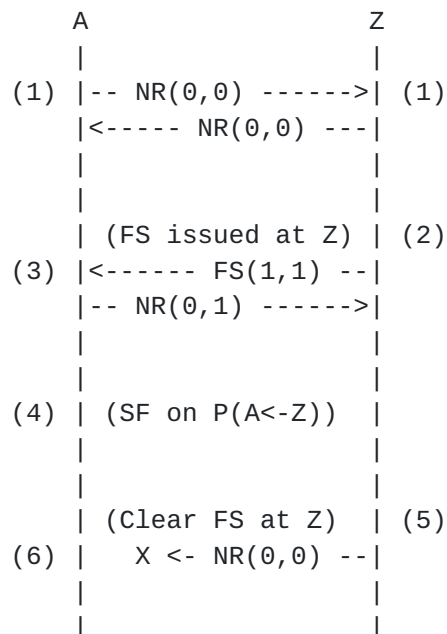 A                   Z
    |                   |
(1) |-- NR(0,0) ------>| (1)
    |<----- NR(0,0) ---|
    |                   |
    |                   |
    | (FS issued at Z) | (2)
(3) |<------ FS(1,1) --|
    |-- NR(0,1) ------>|
    |                   |
    |                   |
(4) | (SF on P(A<-Z))  |
    |                   |
    |                   |
    | (Clear FS at Z)  | (5)
(6) |   X <- NR(0,0) --|
    |                   |
    |                   |